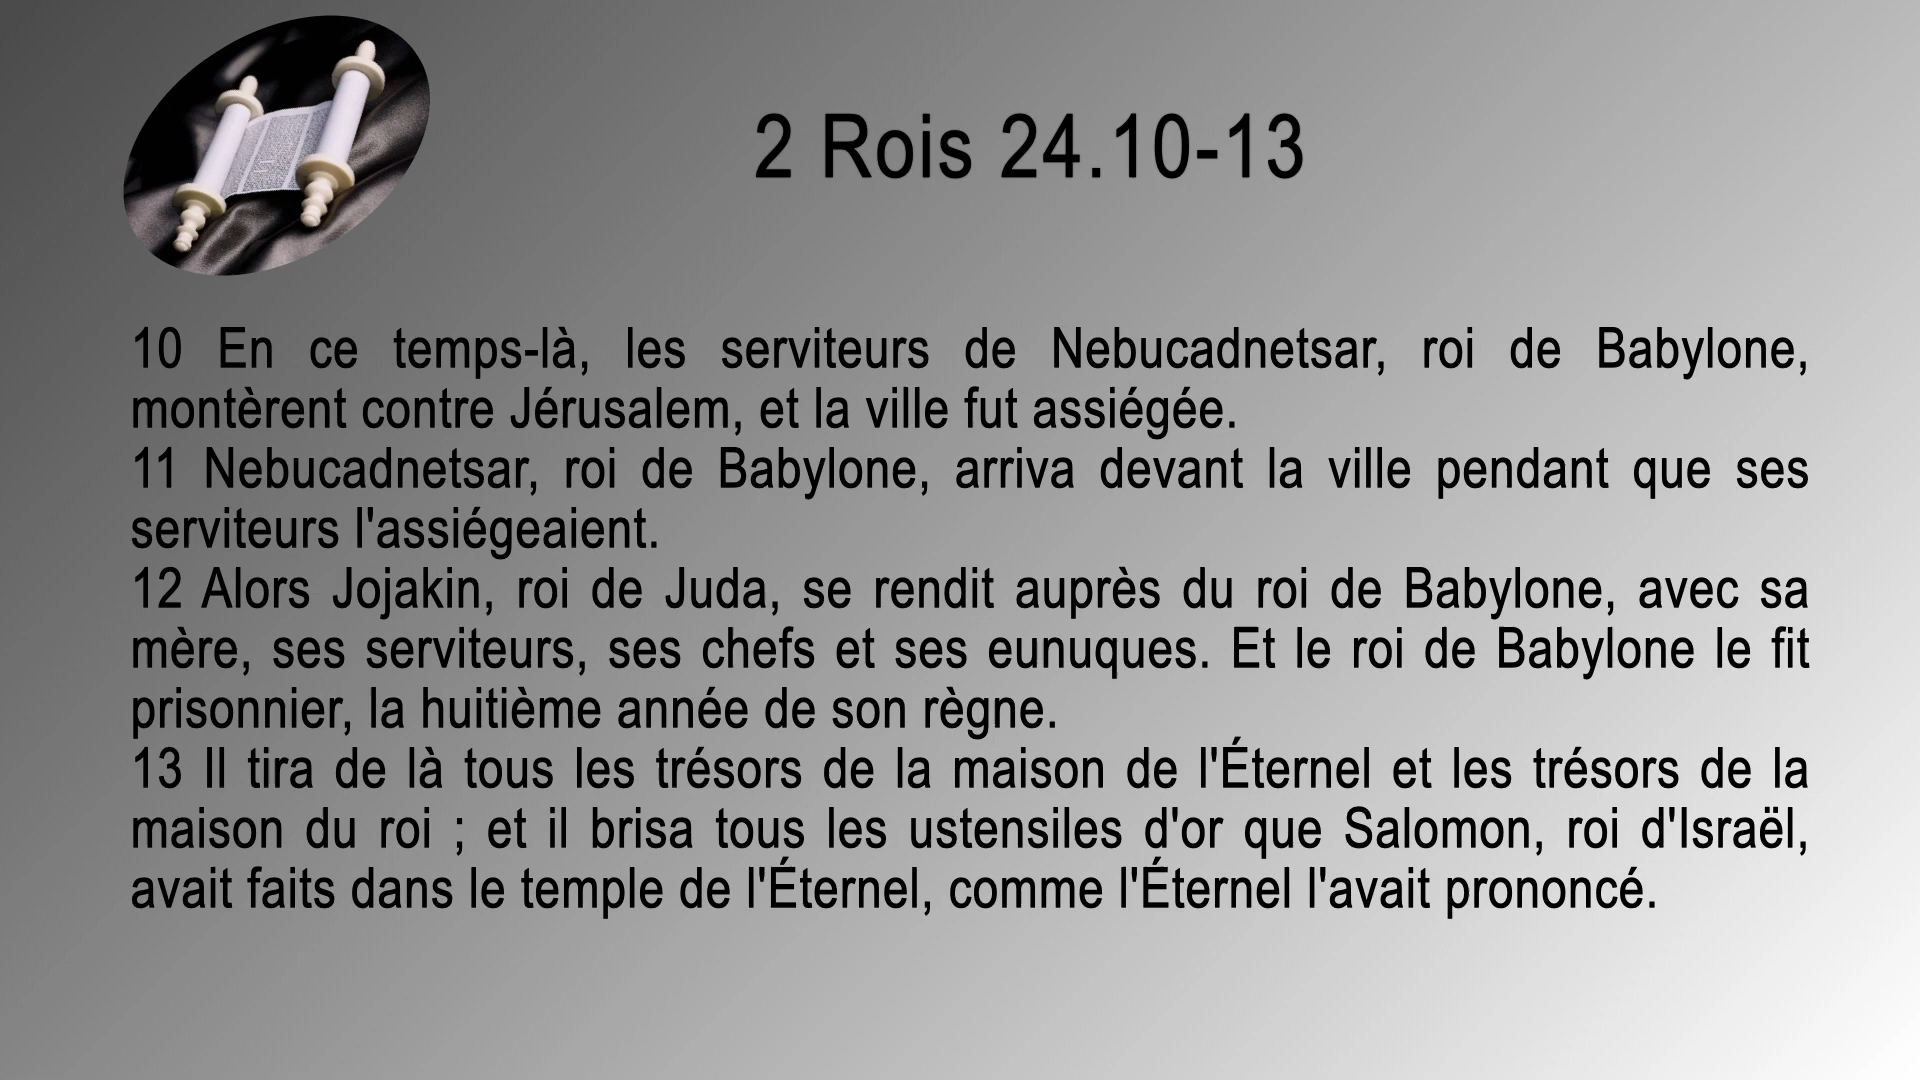 2 Rois 24.10-13
10 En ce temps-là, les serviteurs de Nebucadnetsar, roi de Babylone,
montèrent contre Jérusalem, et la ville fut assiégée.
11 Nebucadnetsar, roi de Babylone, arriva devant la ville pendant que ses
serviteurs l'assiégeaient.
12 Alors Jojakin, roi de Juda, se rendit auprès du roi de Babylone, avec sa
mère, ses serviteurs, ses chefs et ses eunuques. Et le roi de Babylone le fit
prisonnier, la huitième année de son règne.
13 Il tira de là tous les trésors de la maison de l'Éternel et les trésors de la
maison du roi ; et il brisa tous les ustensiles d'or que Salomon, roi d'Israël,
avait faits dans le temple de l'Éternel, comme l'Éternel l'avait prononcé.